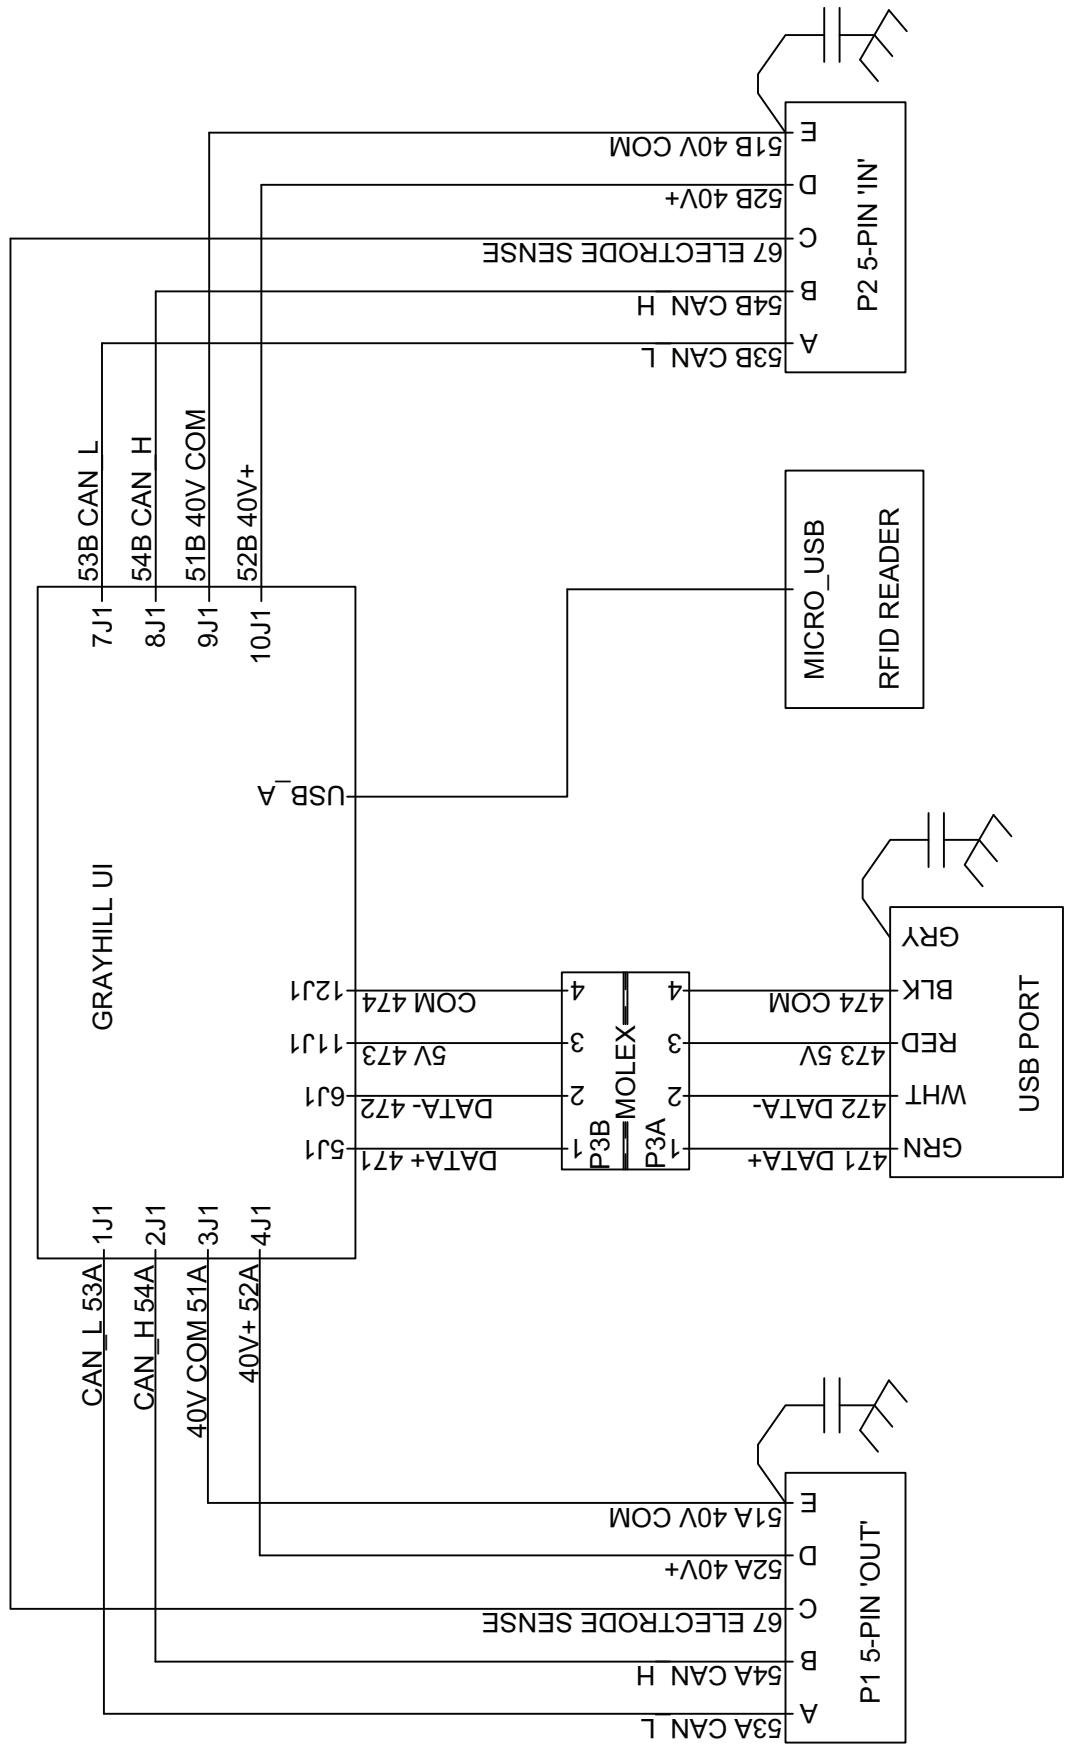 GRAYHILL UI
7J1
53B CAN_L
8J1
54B CAN_H
9J1
51B 40V COM
10J1
52B 40V+
USB_A
12J1
COM 474
11J1
5V 473
6J1
DATA- 472
5J1
DATA+ 471
1J1
CAN_L 53A
2J1
CAN_H 54A
3J1
40V COM 51A
4J1
40V+ 52A
P2 5-PIN 'IN'
E
51B 40V COM
D
52B 40V+
C
67 ELECTRODE SENSE
B
54B CAN_H
A
53B CAN_L
MICRO_USB
RFID READER
P3B
MOLEX
P3A
4
3
2
1
4
3
2
1
474 COM
473 5V
472 DATA-
471 DATA+
GRY
BLK
RED
WHT
GRN
USB PORT
P1 5-PIN 'OUT'
E
51A 40V COM
D
52A 40V+
C
67 ELECTRODE SENSE
B
54A CAN_H
A
53A CAN_L